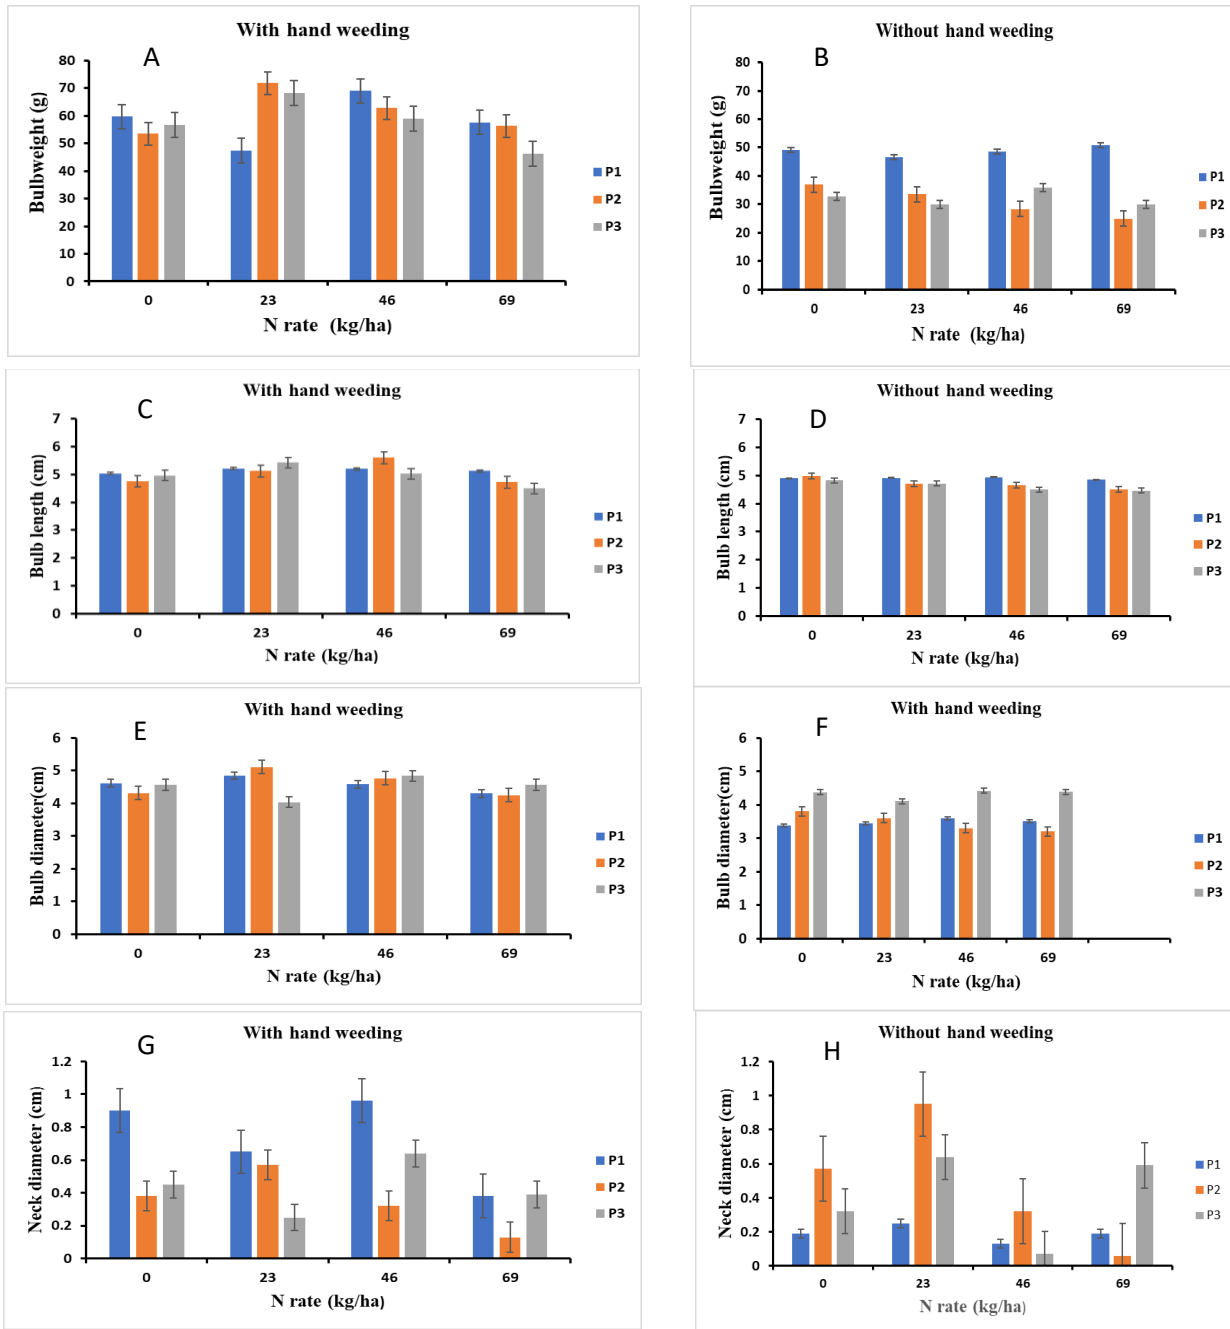 With hand weeding
A
80
70
60
50
40
30
20
10
0
Bulbweight (g)
0 23 46 69
N rate (kg/ha)
P1
P2
P3
Without hand weeding
B
80
70
60
50
40
30
20
10
0
Bulbweight (g)
0 23 46 69
N rate (kg/ha)
P1
P2
P3
With hand weeding
C
7
6
5
4
3
2
1
0
Bulb length (cm)
0 23 46 69
N rate (kg/ha)
P1
P2
P3
Without hand weeding
D
7
6
5
4
3
2
1
0
Bulb length (cm)
0 23 46 69
N rate (kg/ha)
P1
P2
P3
With hand weeding
E
6
5
4
3
2
1
0
Bulb diameter(cm)
0 23 46 69
N rate (kg/ha)
P1
P2
P3
With hand weeding
F
6
5
4
3
2
1
0
Bulb diameter(cm)
0 23 46 69
N rate (kg/ha)
P1
P2
P3
With hand weeding
G
1.2
1
0.8
0.6
0.4
0.2
0
Neck diameter (cm)
0 23 46 69
N rate (kg/ha)
P1
P2
P3
Without hand weeding
H
1.2
1
0.8
0.6
0.4
0.2
0
Neck diameter (cm)
0 23 46 69
N rate (kg/ha)
P1
P2
P3